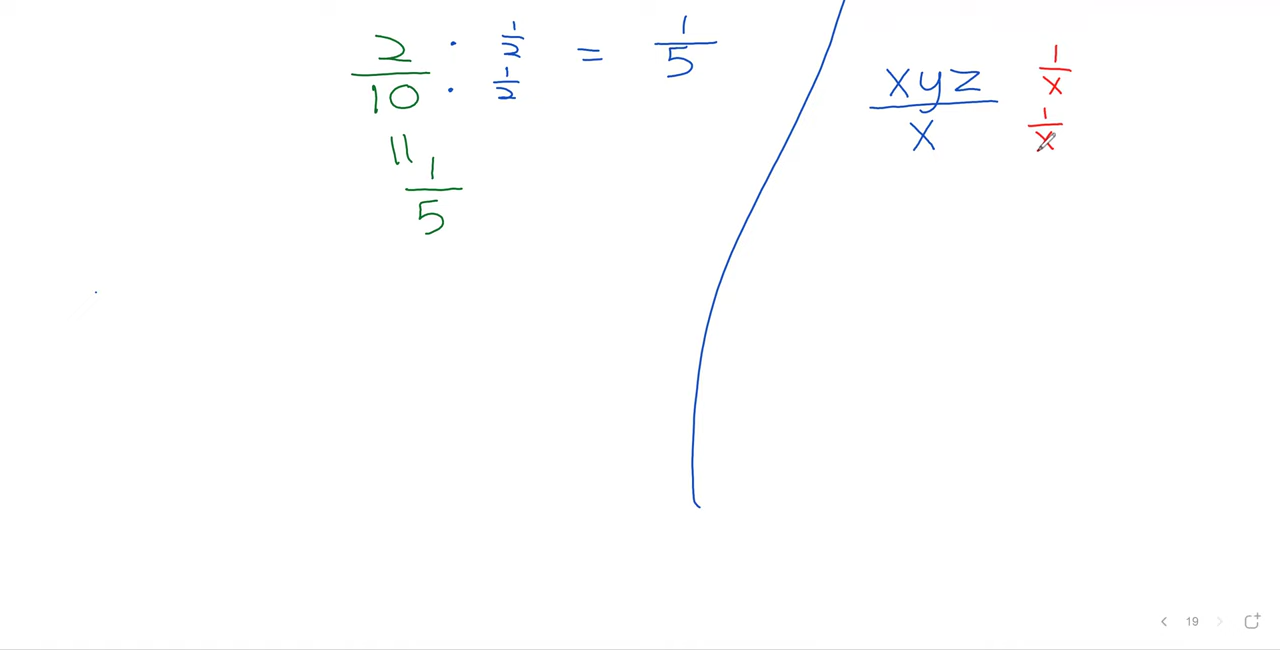 2/10 · 1/2 / 1/2 = 1/5
= 1/5
xyz/x 1/x / 1/x
19